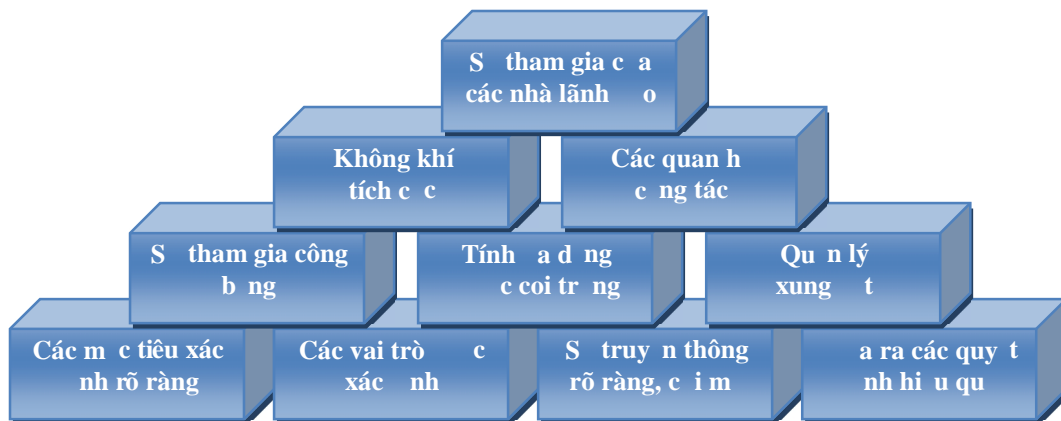 S tham gia c a
các nhà lãnh o
Không khí
tích c c
Các quan h
c ng tác
S tham gia công
b ng
Tính a d ng
c coi tr ng
Qu n lý
xung t
Các m c tiêu xác
nh rõ ràng
Các vai trò c
xác nh
S truy n thông
rõ ràng, c i m
a ra các quy t
nh hi u qu